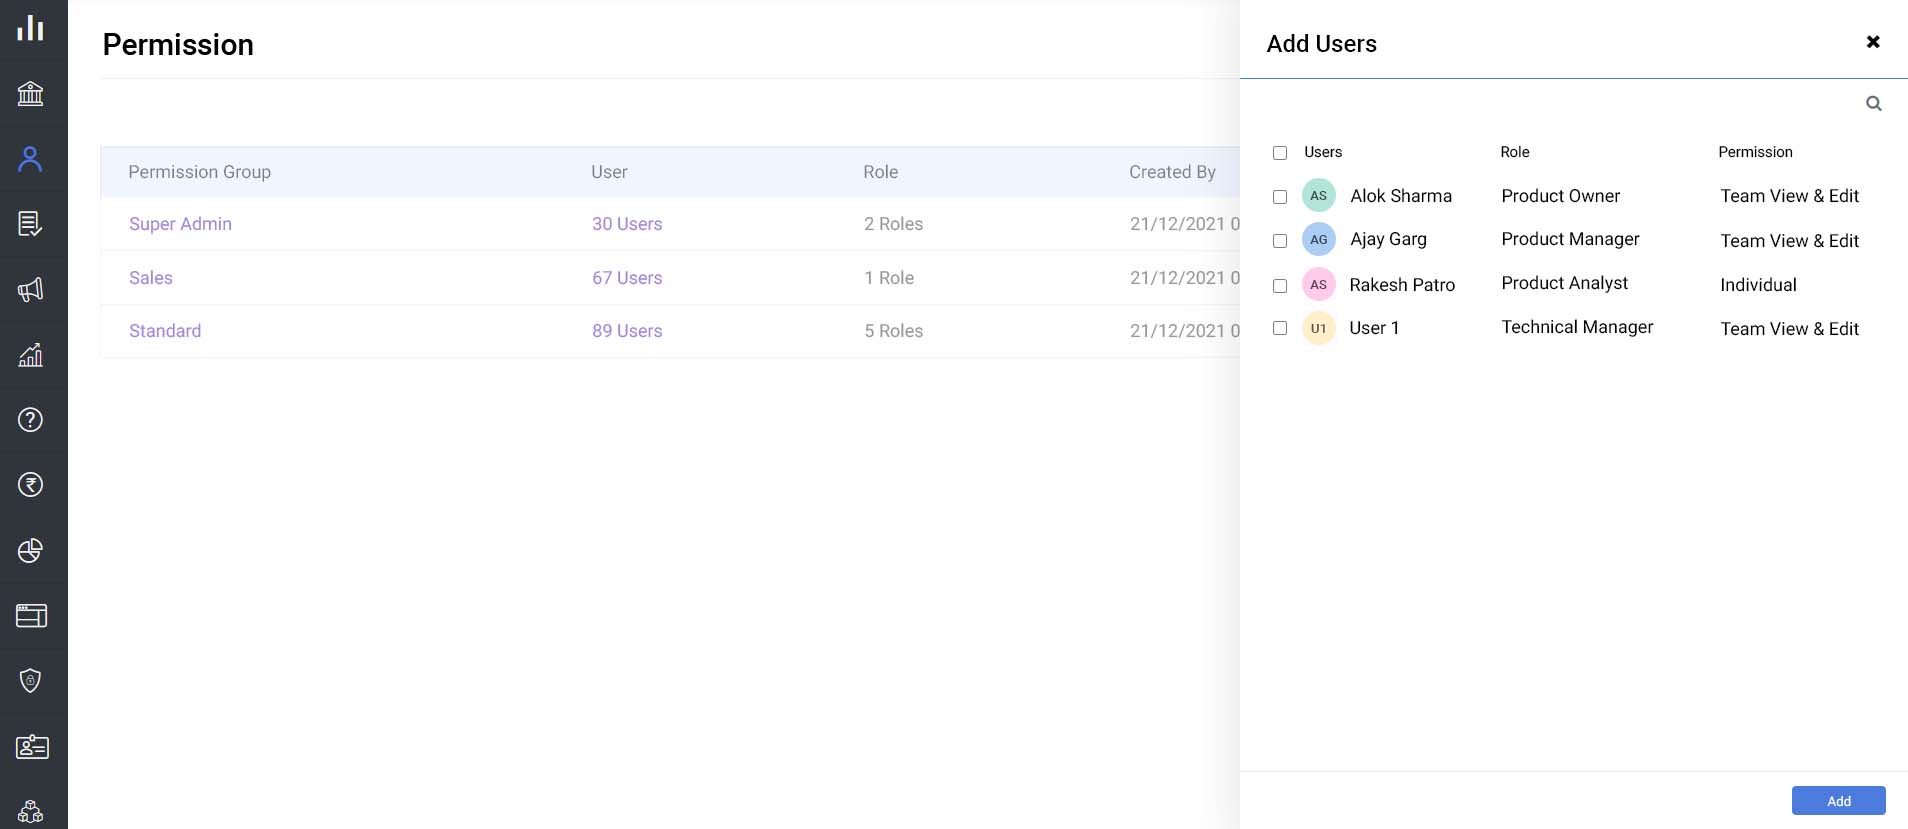 Permission
Permission Group User Role Created By
Super Admin 30 Users 2 Roles 21/12/2021 0
Sales 67 Users 1 Role 21/12/2021 0
Standard 89 Users 5 Roles 21/12/2021 0
Add Users
Users Role Permission
AS Alok Sharma Product Owner Team View & Edit
AG Ajay Garg Product Manager Team View & Edit
AS Rakesh Patro Product Analyst Individual
U1 User 1 Technical Manager Team View & Edit
Add